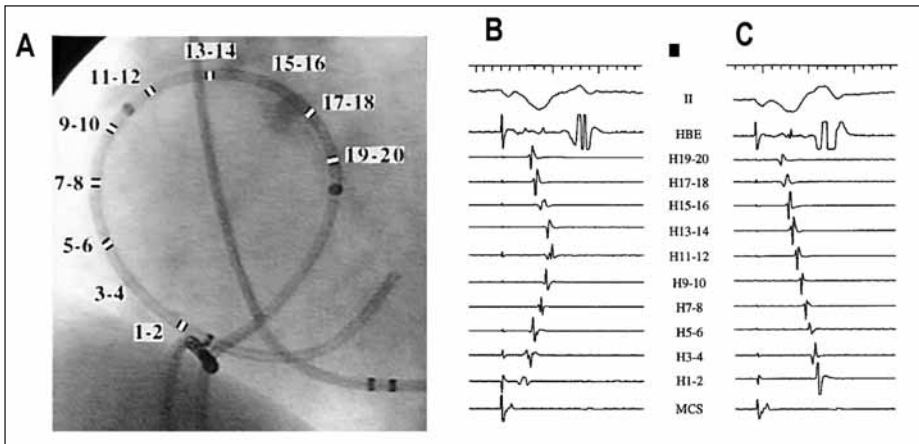 A
13-14
15-16
11-12
17-18
9-10
19-20
7-8
5-6
3-4
1-2
B
C
II
HBE
H19-20
H17-18
H15-16
H13-14
H11-12
H9-10
H7-8
H5-6
H3-4
H1-2
MCS